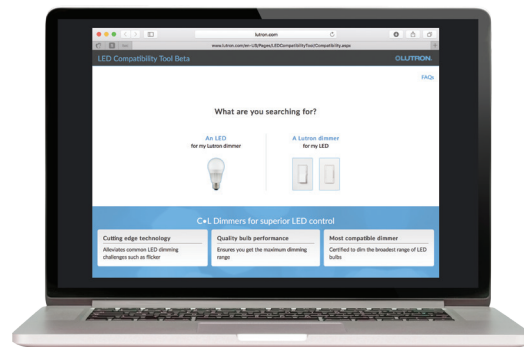 lutron.com
www.lutron.com/en-US/Pages/LEDCompatibilityTool/Compatibility.aspx
LED Compatibility Tool Beta
LUTRON
FAQs
What are you searching for?
An LED
for my Lutron dimmer
A Lutron dimmer
for my LED
C•L Dimmers for superior LED control
Cutting edge technology
Alleviates common LED dimming
challenges such as flicker
Quality bulb performance
Ensures you get the maximum dimming
range
Most compatible dimmer
Certified to dim the broadest range of LED
bulbs